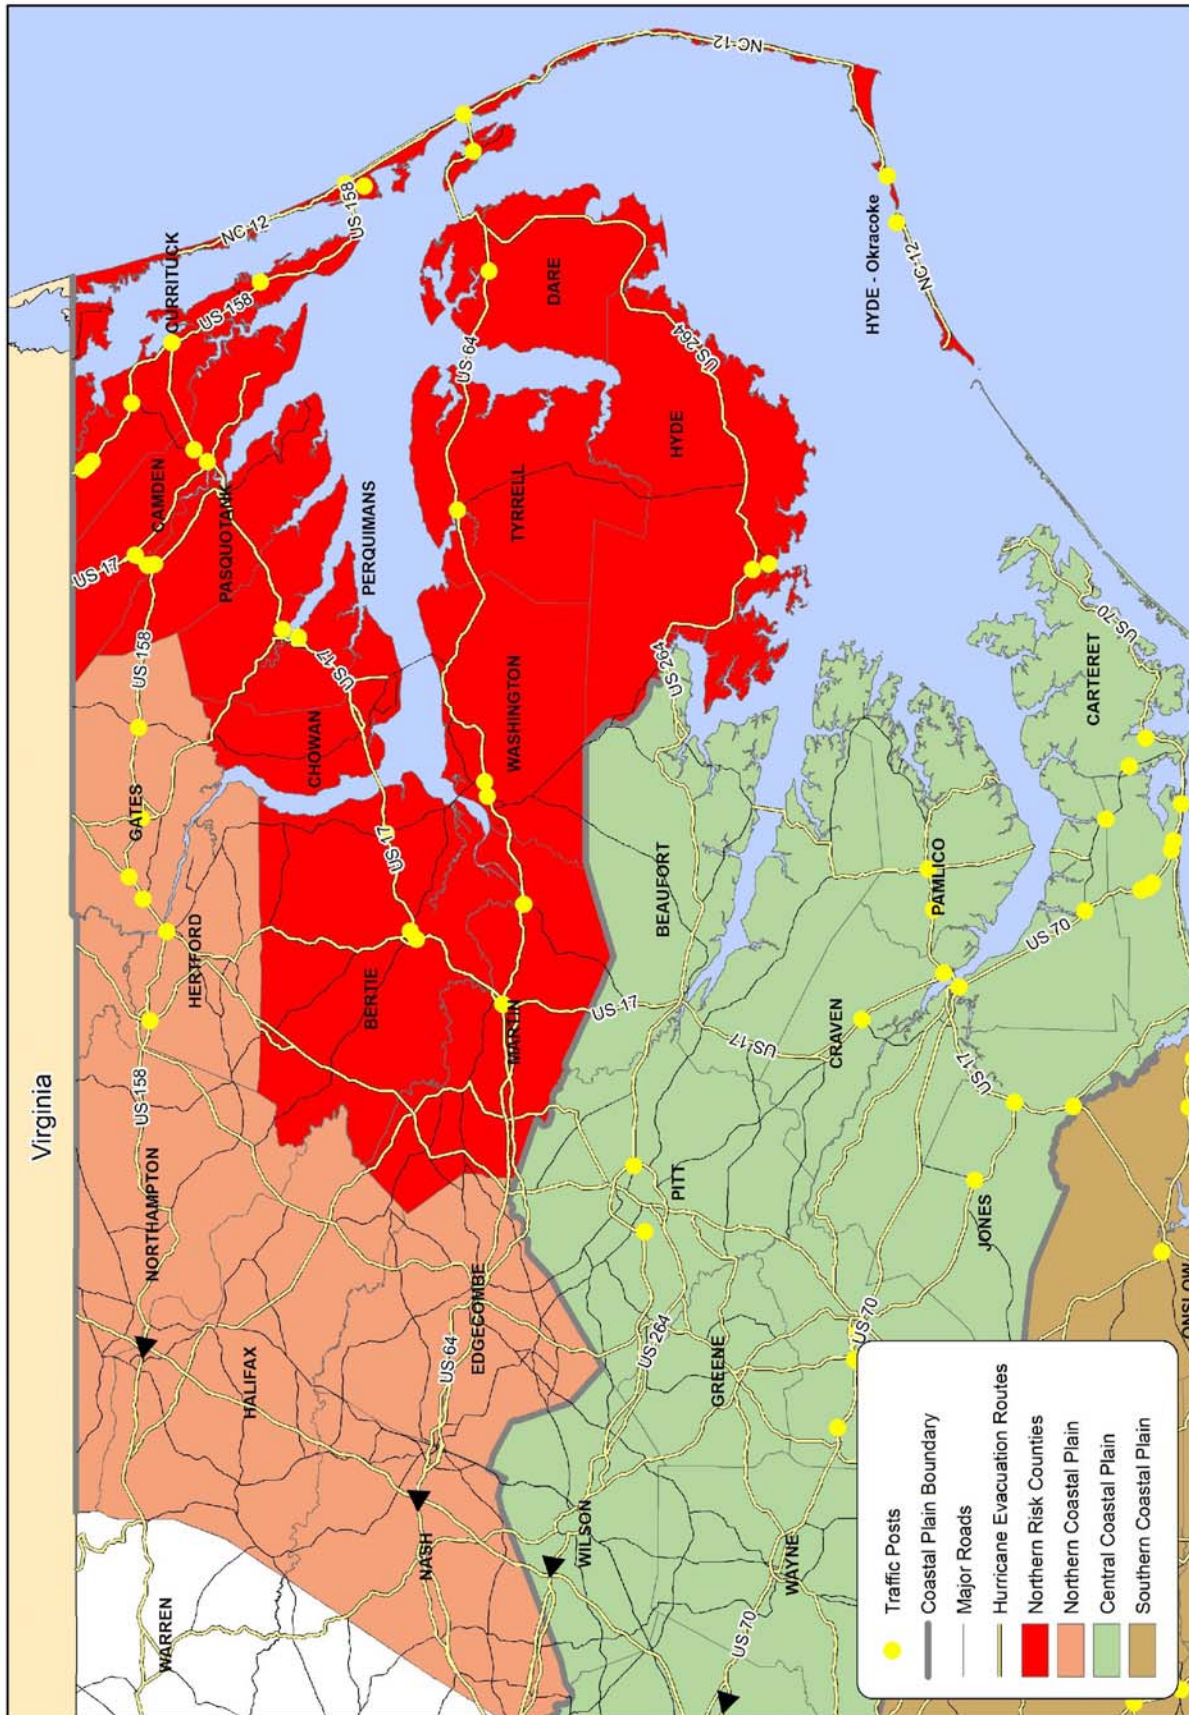 Virginia
NC-12
NC-12
CURRITUCK
US-158
US-158
CAMDEN
US-17
PASQUOTANK
US-158
PERQUIMANS
US-17
CHOWAN
GATES
HERTFORD
US-158
NORTHAMPTON
HALIFAX
WARREN
US-64
DARE
US-264
HYDE
TYRRELL
WASHINGTON
US-17
BERTIE
MARTIN
EDGECOMBE
US-64
NASH
HYDE - Okracoke
NC-12
US-264
BEAUFORT
US-17
US-17
PITT
US-264
GREENE
WILSON
WAYNE
US-70
CARTERET
US-70
PAMLICO
US-70
CRAVEN
US-17
JONES
US-70
ONSLOW
Traffic Posts
Coastal Plain Boundary
Major Roads
Hurricane Evacuation Routes
Northern Risk Counties
Northern Coastal Plain
Central Coastal Plain
Southern Coastal Plain